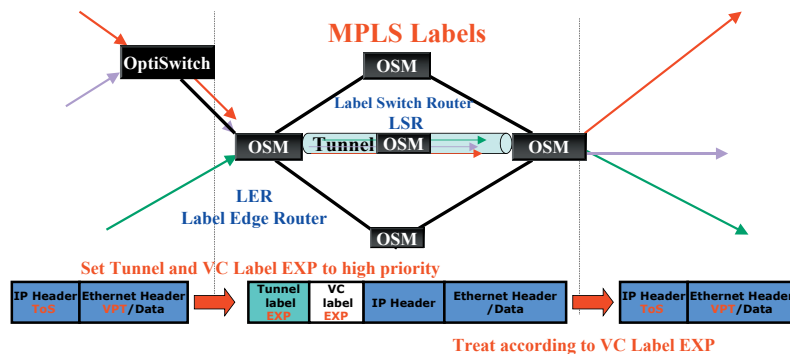 MPLS Labels
OptiSwitch
OSM
Label Switch Router
LSR
OSM
Tunnel
OSM
OSM
LER
Label Edge Router
OSM
Set Tunnel and VC Label EXP to high priority
IP Header
ToS
Ethernet Header
VPT/Data
Tunnel
label
EXP
VC
label
EXP
IP Header
Ethernet Header
/Data
IP Header
ToS
Ethernet Header
VPT/Data
Treat according to VC Label EXP